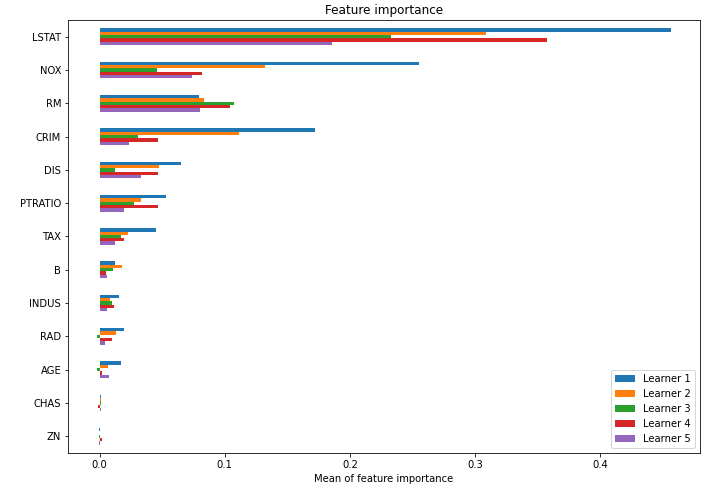 Feature importance
LSTAT
NOX
RM
CRIM
DIS
PTRATIO
TAX
B
INDUS
RAD
AGE
CHAS
ZN
Learner 1
Learner 2
Learner 3
Learner 4
Learner 5
0.0 0.1 0.2 0.3 0.4
Mean of feature importance